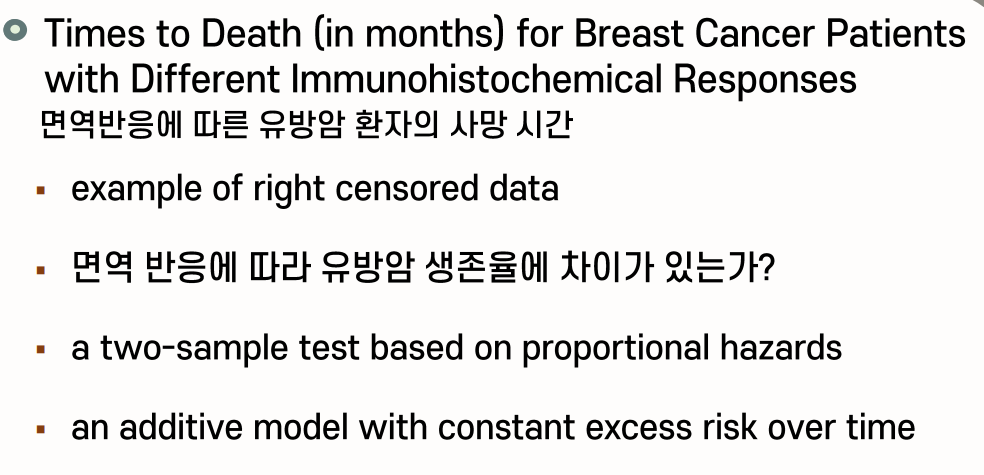 Times to Death (in months) for Breast Cancer Patients
with Different Immunohistochemical Responses
면역반응에 따른 유방암 환자의 사망 시간
example of right censored data
면역 반응에 따라 유방암 생존율에 차이가 있는가?
a two-sample test based on proportional hazards
an additive model with constant excess risk over time